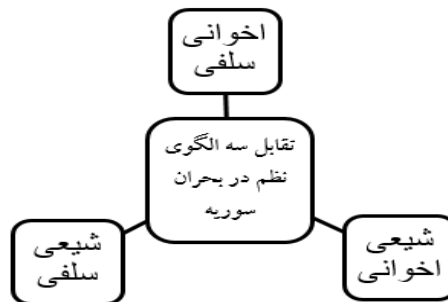 اخوانی
سلفی
تقابل سه الگوی
نظم در بحران
سوریه
شیعی
اخوانی
شیعی
سلفی